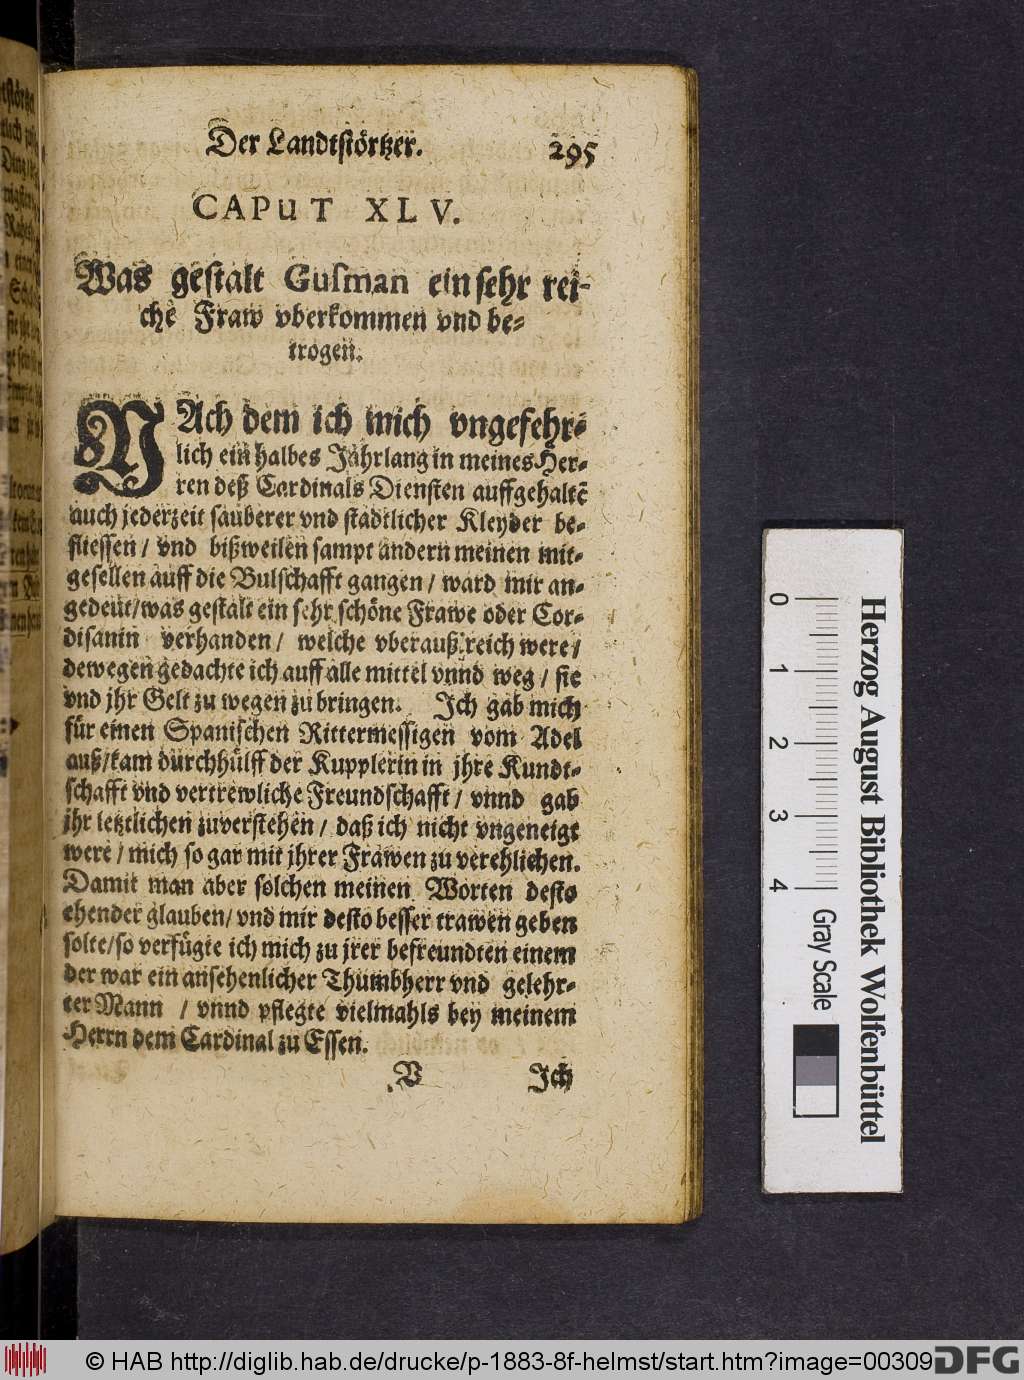 Der Landtstörtzer. 295
CAPUT XLV.
Was gestalt Gusman ein sehr rei-
che Fraw vberkommen vnd be-
trogen.
NAch dem ich mich vngefehr-
lich ein halbes Jahrlang in meines Her-
ren deß Cardinals Diensten auffgehaltē
auch jederzeit sauberer vnd stadtlicher Kleyder be-
fliessen / vnd bißweilen sampt andern meinen mit-
gesellen auff die Bulschafft gangen / ward mir an-
gedeut/was gestalt ein sehr schöne Frawe oder Cor-
disanin verhanden / welche vberauß reich were /
dewegen gedachte ich auff alle mittel vnnd weg / sie
vnd jhr Gelt zu wegen zu bringen. Ich gab mich
für einen Spanischen Rittermessigen vom Adel
auß/kam durchhülff der Kupplerin in jhre Kundt-
schafft vnd vertrewliche Freundschafft / vnnd gab
jhr letztlichen zuverstehen / daß ich nicht vngeneigt
were / mich so gar mit jhrer Frawen zu verehlichen.
Damit man aber solchen meinen Worten desto
ehender glauben/ vnd mir desto besser trawen geben
solte/so verfügte ich mich zu jrer befreundten einem
der war ein ansehenlicher Thumbherr vnd gelehr-
ter Mann / vnnd pflegte vielmahls bey meinem
Herrn dem Cardinal zu Essen.
V Ich
Herzog August Bibliothek Wolfenbüttel
0 1 2 3 4 Gray Scale
© HAB http://diglib.hab.de/drucke/p-1883-8f-helmst/start.htm?image=00309
DFG